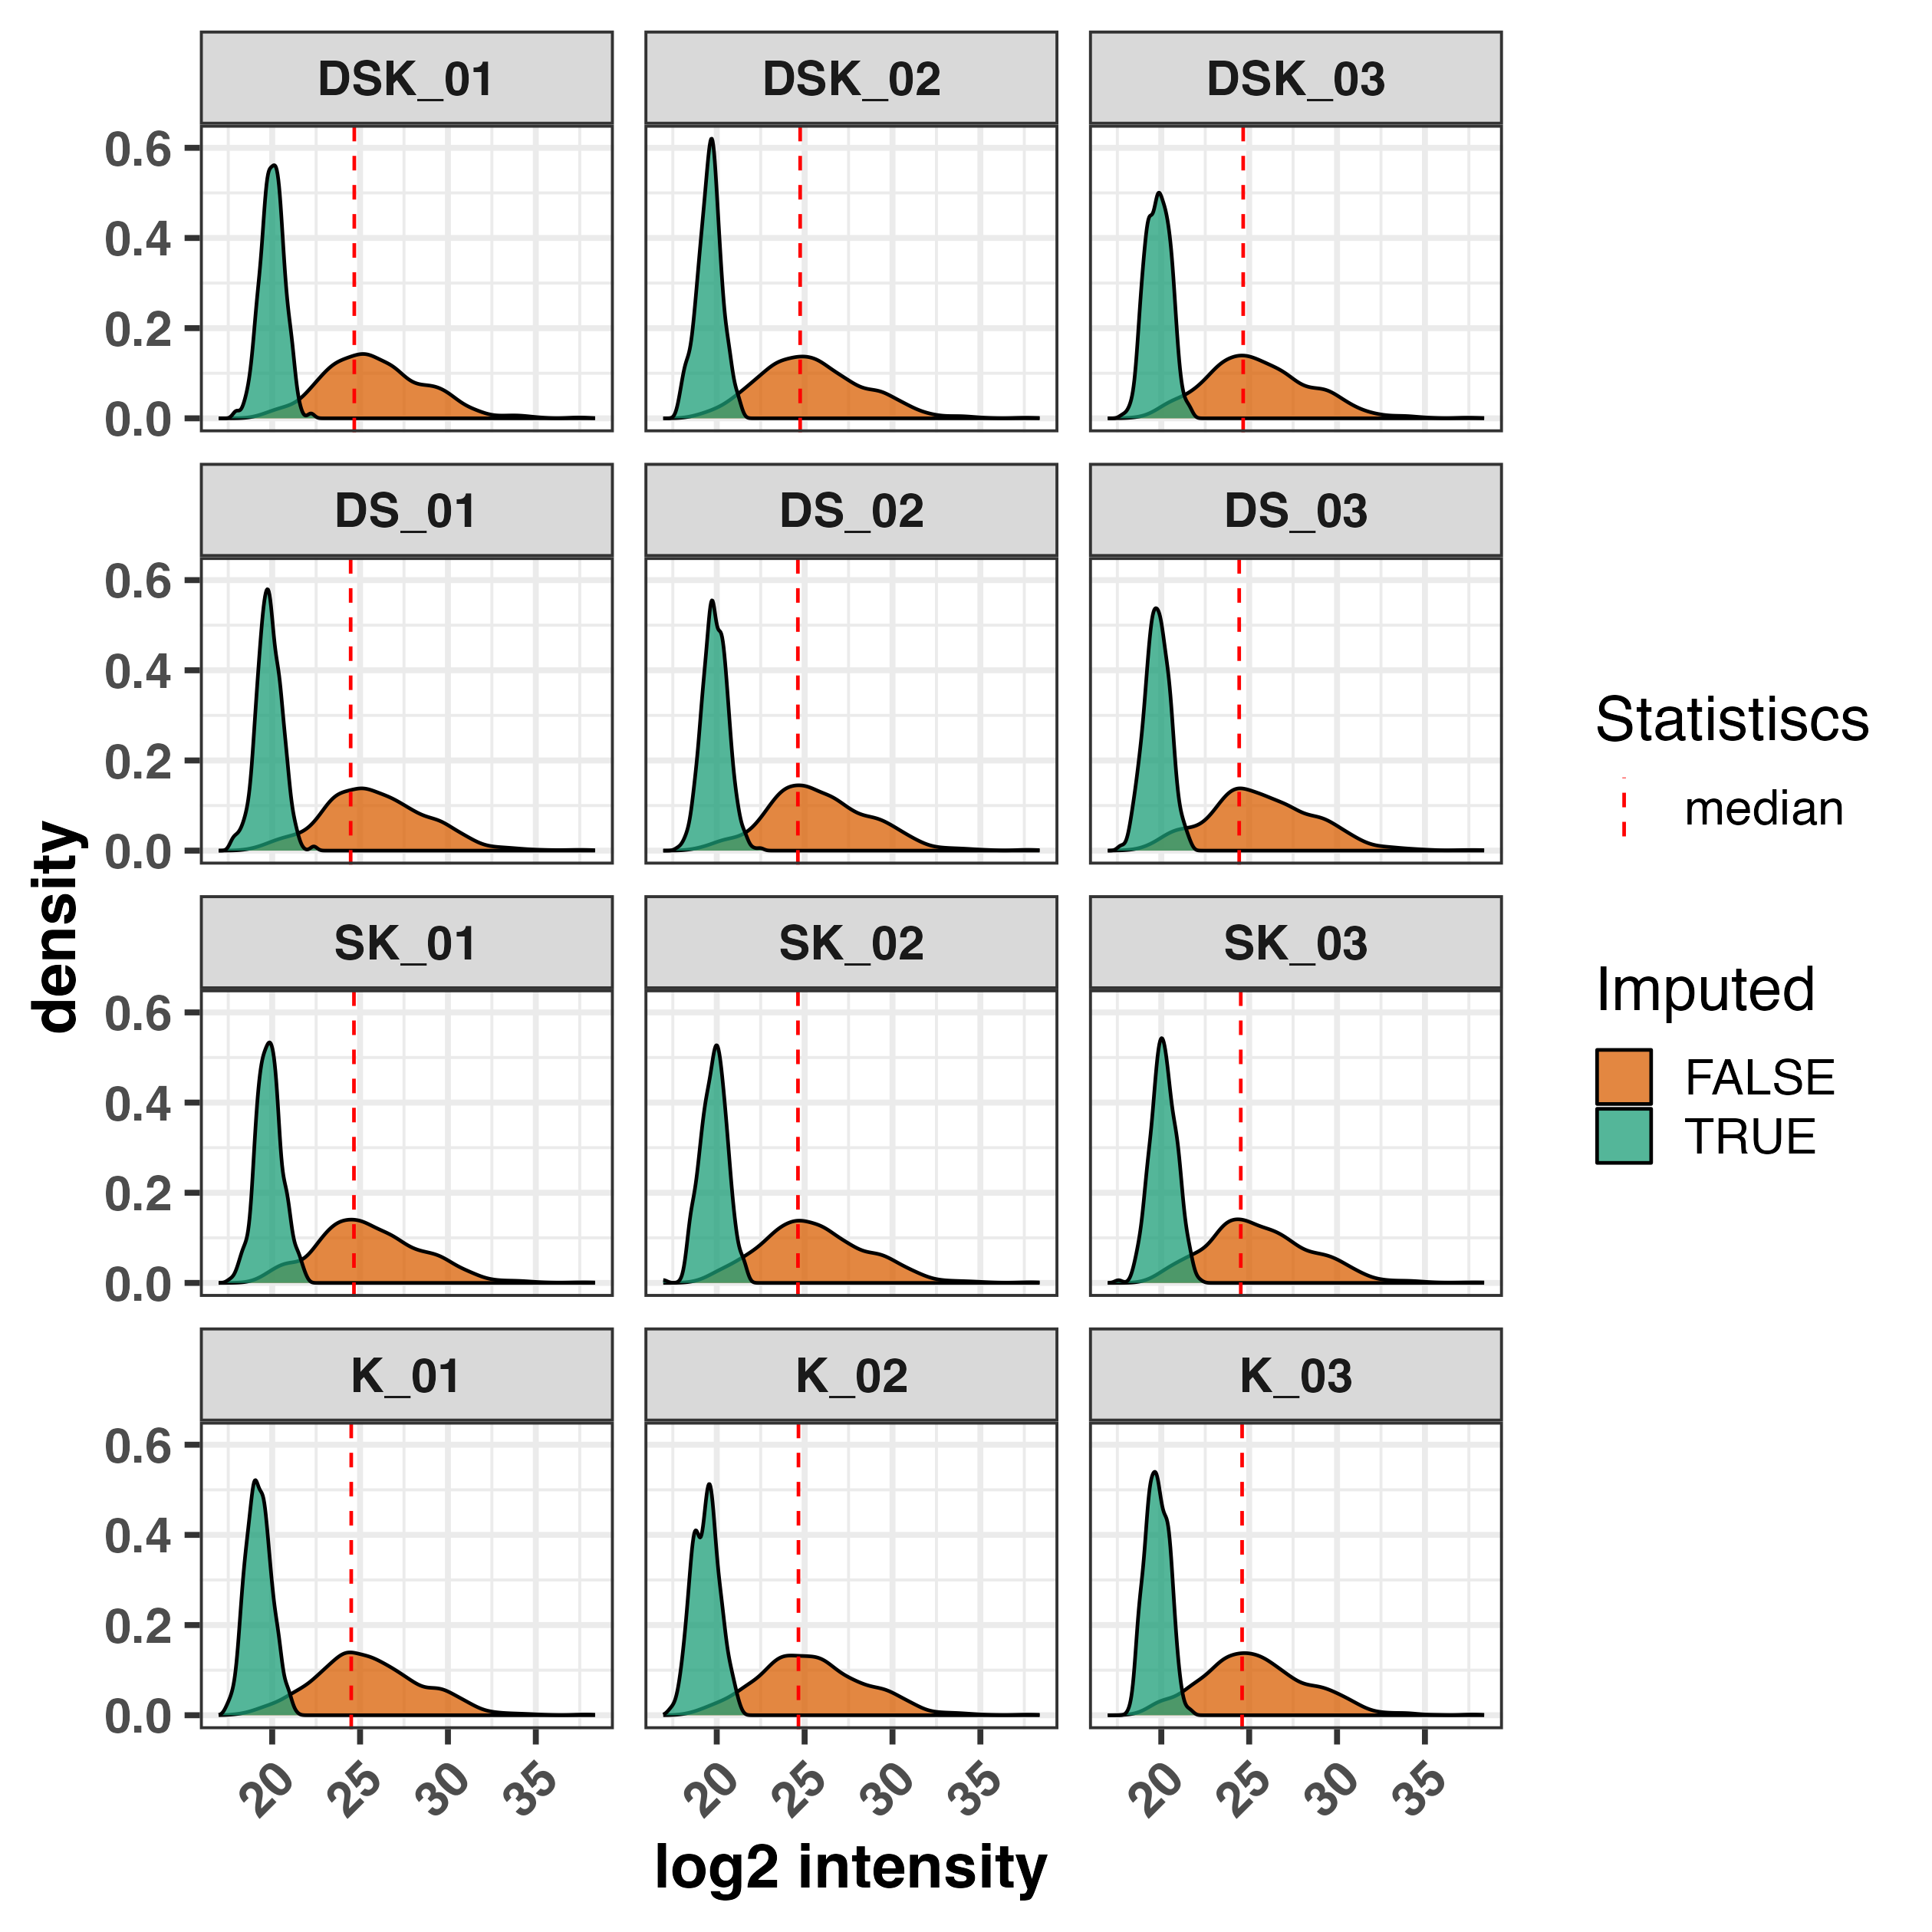 DSK_01 DSK_02 DSK_03
0.6
0.4
0.2
0.0
DS_01 DS_02 DS_03
0.6
0.4
0.2
0.0
SK_01 SK_02 SK_03
0.6
0.4
0.2
0.0
K_01 K_02 K_03
0.6
0.4
0.2
0.0
20 25 30 35 20 25 30 35 20 25 30 35
log2 intensity
density
Statistiscs
median
Imputed
FALSE
TRUE